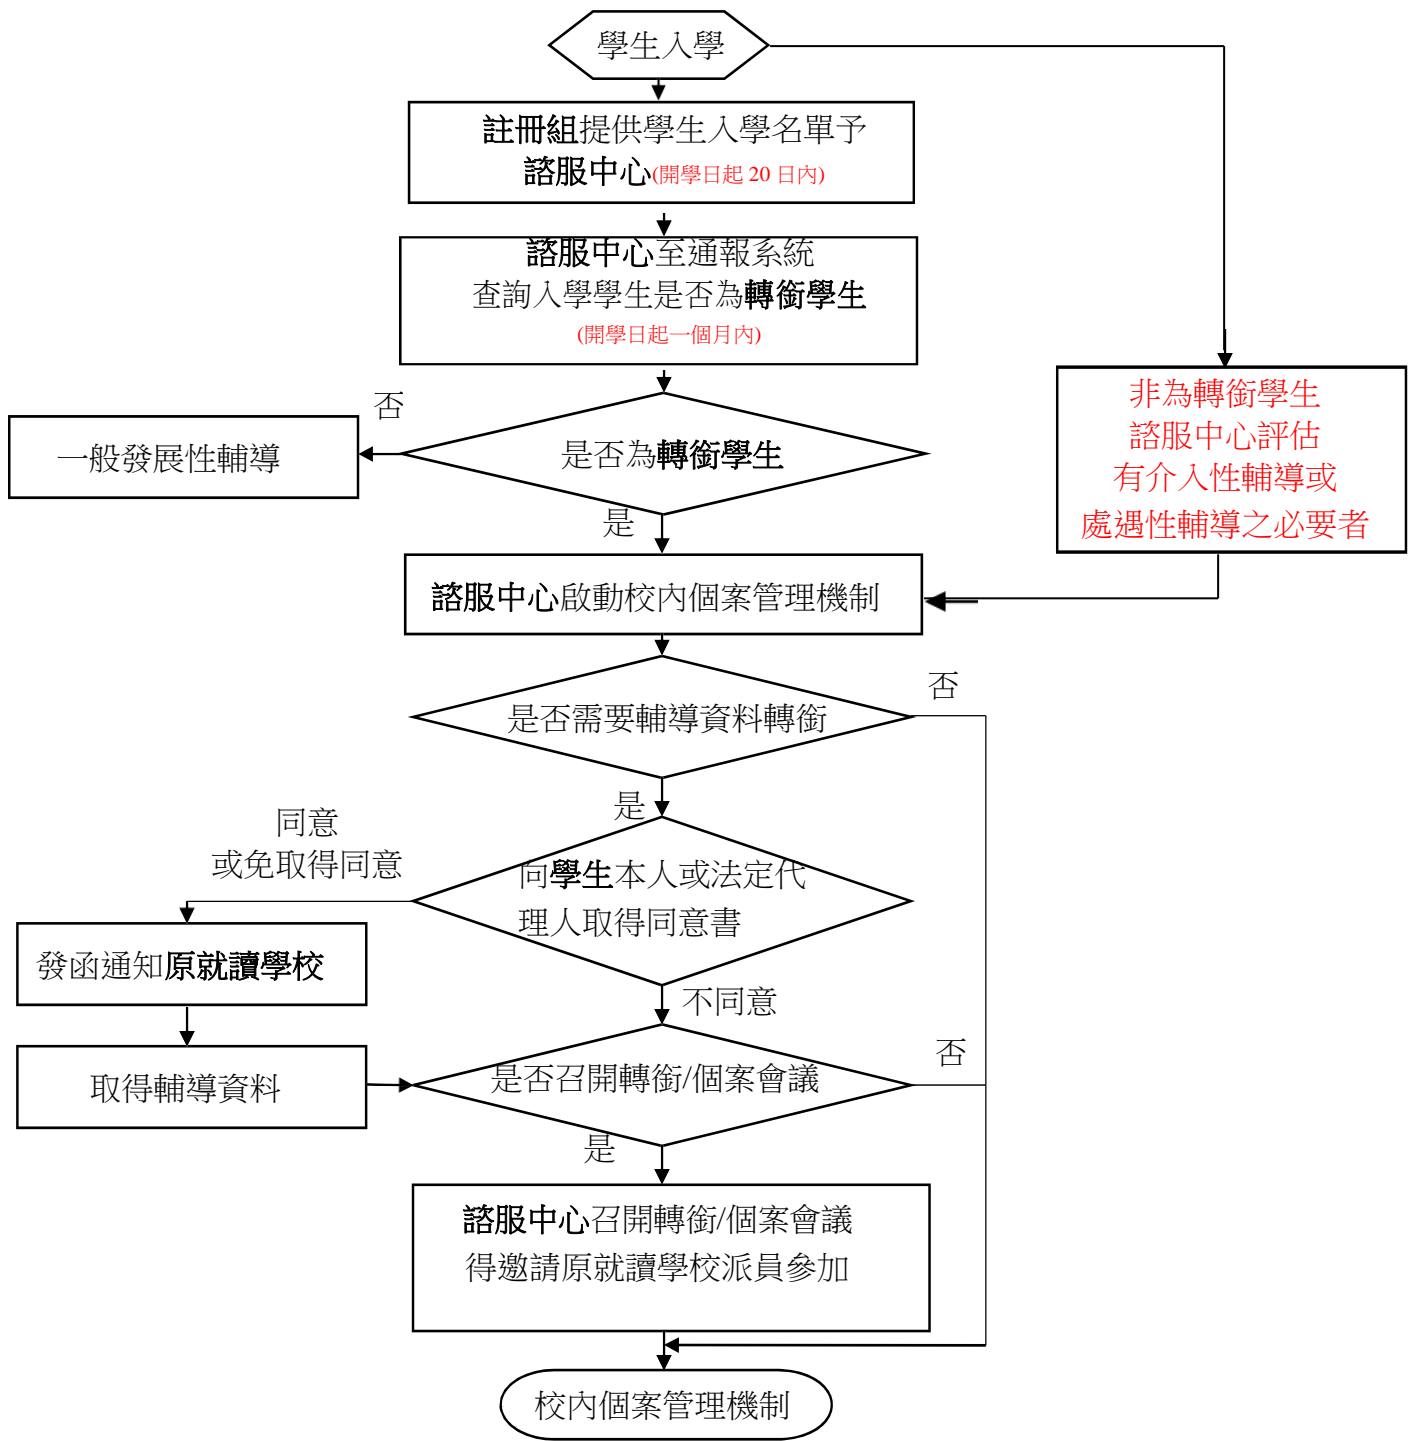 學生入學
註冊組提供學生入學名單予
諮服中心(開學日起 20 日內)
諮服中心至通報系統
查詢入學學生是否為轉銜學生
(開學日起一個月內)
否
一般發展性輔導
是否為轉銜學生
非為轉銜學生
諮服中心評估
有介入性輔導或
處遇性輔導之必要者
是
諮服中心啟動校內個案管理機制
否
是否需要輔導資料轉銜
是
同意
或免取得同意
向學生本人或法定代
理人取得同意書
發函通知原就讀學校
不同意
否
取得輔導資料
是否召開轉銜/個案會議
是
諮服中心召開轉銜/個案會議
得邀請原就讀學校派員參加
校內個案管理機制